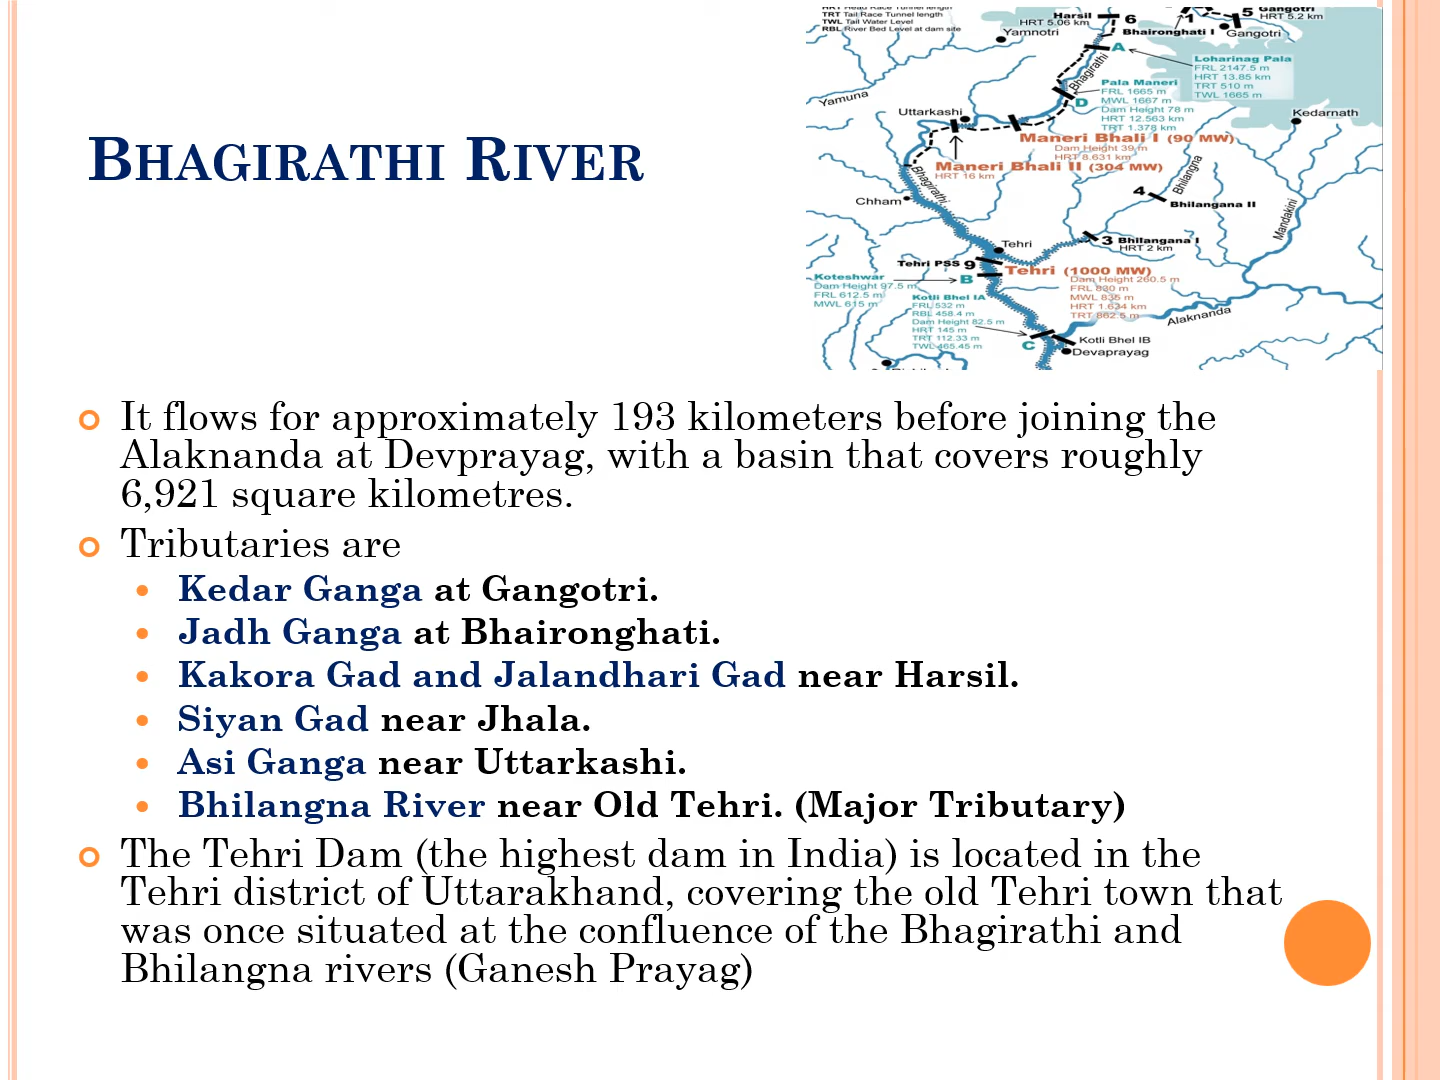 BHAGIRATHI RIVER
TRT Tail Race Tunnel length
TWL Tail Water Level
RBL River Bed Level at dam site
Harsil
HRT 5.06 km
6
1
5
Gangotri
HRT 5.2 km
Yamnotri
Bhaironghati I
Gangotri
A
Bhagirathi
Loharinag Pala
FRL 2147.5 m
HRT 13.85 km
TRT 510 m
TWL 1665 m
Pala Maneri
FRL 1665 m
MWL 1667 m
Dam Height 78 m
HRT 12.563 km
TRT 1.378 km
D
Yamuna
Uttarkashi
Kedarnath
Maneri Bhali I (90 MW)
Dam Height 39 m
HRT 8.631 km
Maneri Bhali II (304 MW)
HRT 16 km
Bhagirathi
Bhilangna
Chham
4
Bhilangana II
Mandakini
Tehri
3
Bhilangana I
HRT 2 km
Tehri PSS 9
Koteshwar
Dam Height 97.5 m
FRL 612.5 m
MWL 615 m
B
Tehri (1000 MW)
Dam Height 260.5 m
FRL 830 m
MWL 835 m
HRT 1.634 km
TRT 862.5 m
Kotli Bhel IA
FRL 532 m
RBL 458.4 m
Dam Height 82.5 m
HRT 145 m
TRT 112.33 m
TWL 465.45 m
C
Alaknanda
Kotli Bhel IB
Devaprayag
It flows for approximately 193 kilometers before joining the
Alaknanda at Devprayag, with a basin that covers roughly
6,921 square kilometres.
Tributaries are
Kedar Ganga at Gangotri.
Jadh Ganga at Bhaironghati.
Kakora Gad and Jalandhari Gad near Harsil.
Siyan Gad near Jhala.
Asi Ganga near Uttarkashi.
Bhilangna River near Old Tehri. (Major Tributary)
The Tehri Dam (the highest dam in India) is located in the
Tehri district of Uttarakhand, covering the old Tehri town that
was once situated at the confluence of the Bhagirathi and
Bhilangna rivers (Ganesh Prayag)